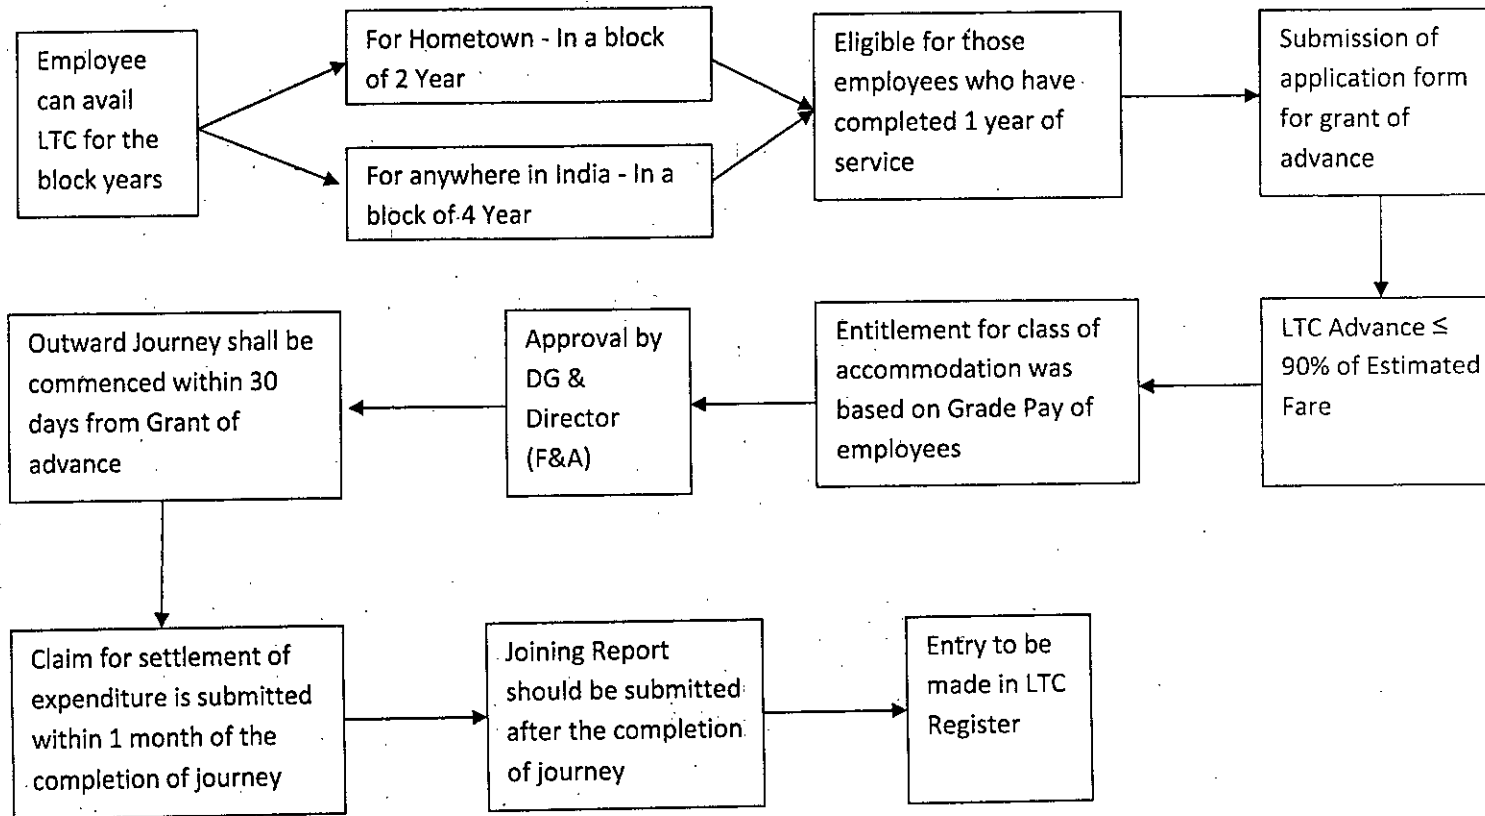 Employee
can avail
LTC for the
block years
For Hometown - In a block
of 2 Year
For anywhere in India - In a
block of 4 Year
Eligible for those
employees who have
completed 1 year of
service
Submission of
application form
for grant of
advance
LTC Advance ≤
90% of Estimated
Fare
Entitlement for class of
accommodation was
based on Grade Pay of
employees
Approval by
DG &
Director
(F&A)
Outward Journey shall be
commenced within 30
days from Grant of
advance
Claim for settlement of
expenditure is submitted
within 1 month of the
completion of journey
Joining Report
should be submitted
after the completion
of journey
Entry to be
made in LTC
Register